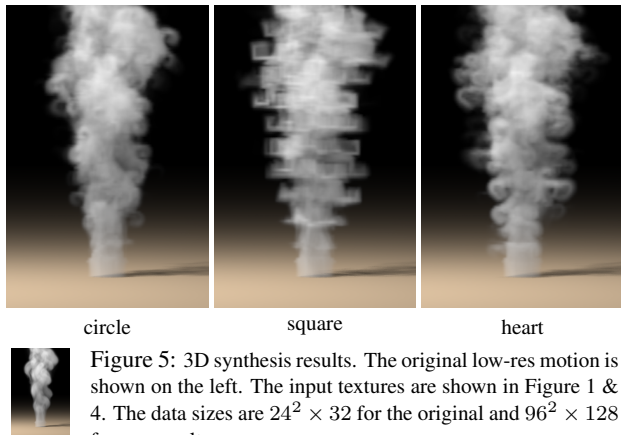 circle
square
heart
Figure 5: 3D synthesis results. The original low-res motion is
shown on the left. The input textures are shown in Figure 1 &
4. The data sizes are 24² × 32 for the original and 96² × 128